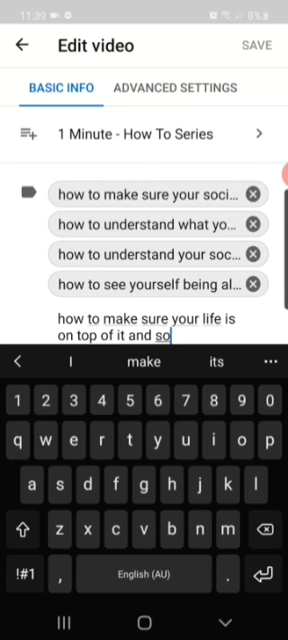 11:39
8%
Edit video
SAVE
BASIC INFO ADVANCED SETTINGS
1 Minute - How To Series
how to make sure your soci...
how to understand what yo...
how to understand your soc...
how to see yourself being al...
how to make sure your life is
on top of it and so
I make its
1 2 3 4 5 6 7 8 9 0
q w e r t y u i o p
a s d f g h j k l
z x c v b n m
!#1 , English (AU) .